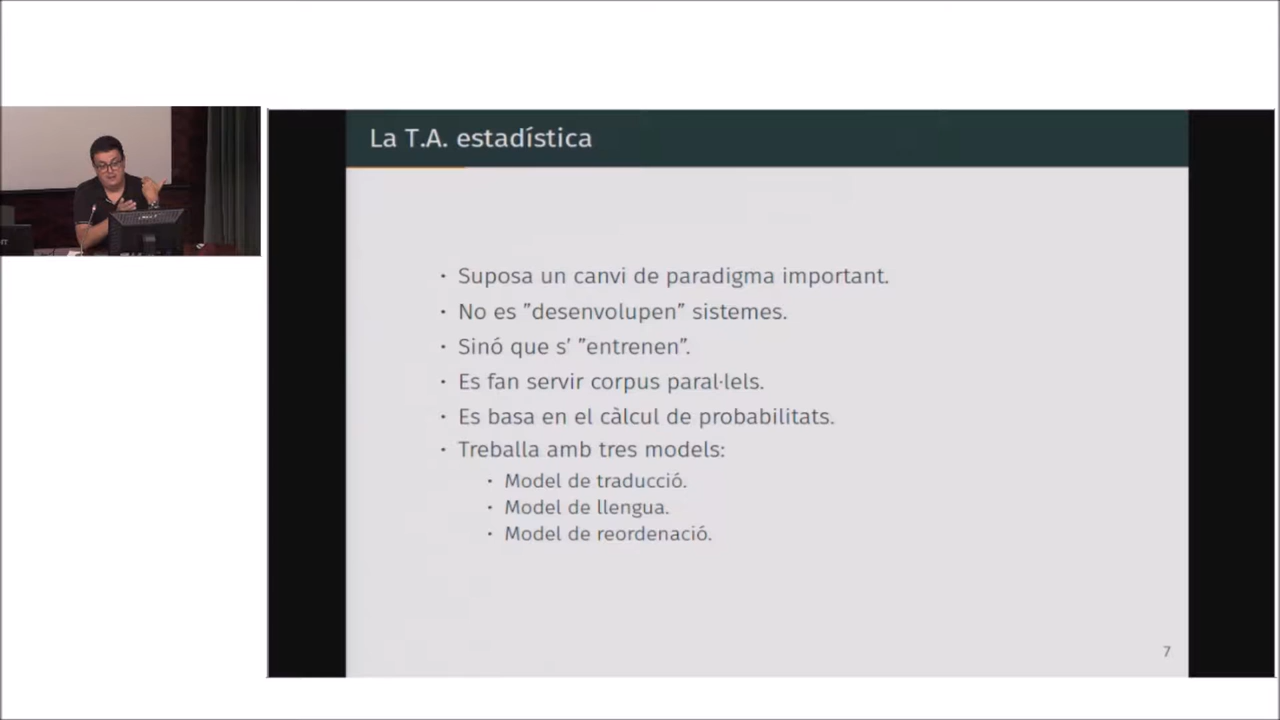 La T.A. estadística
· Suposa un canvi de paradigma important.
· No es ”desenvolupen” sistemes.
· Sinó que s’ ”entrenen”.
· Es fan servir corpus paral·lels.
· Es basa en el càlcul de probabilitats.
· Treballa amb tres models:
· Model de traducció.
· Model de llengua.
· Model de reordenació.
7